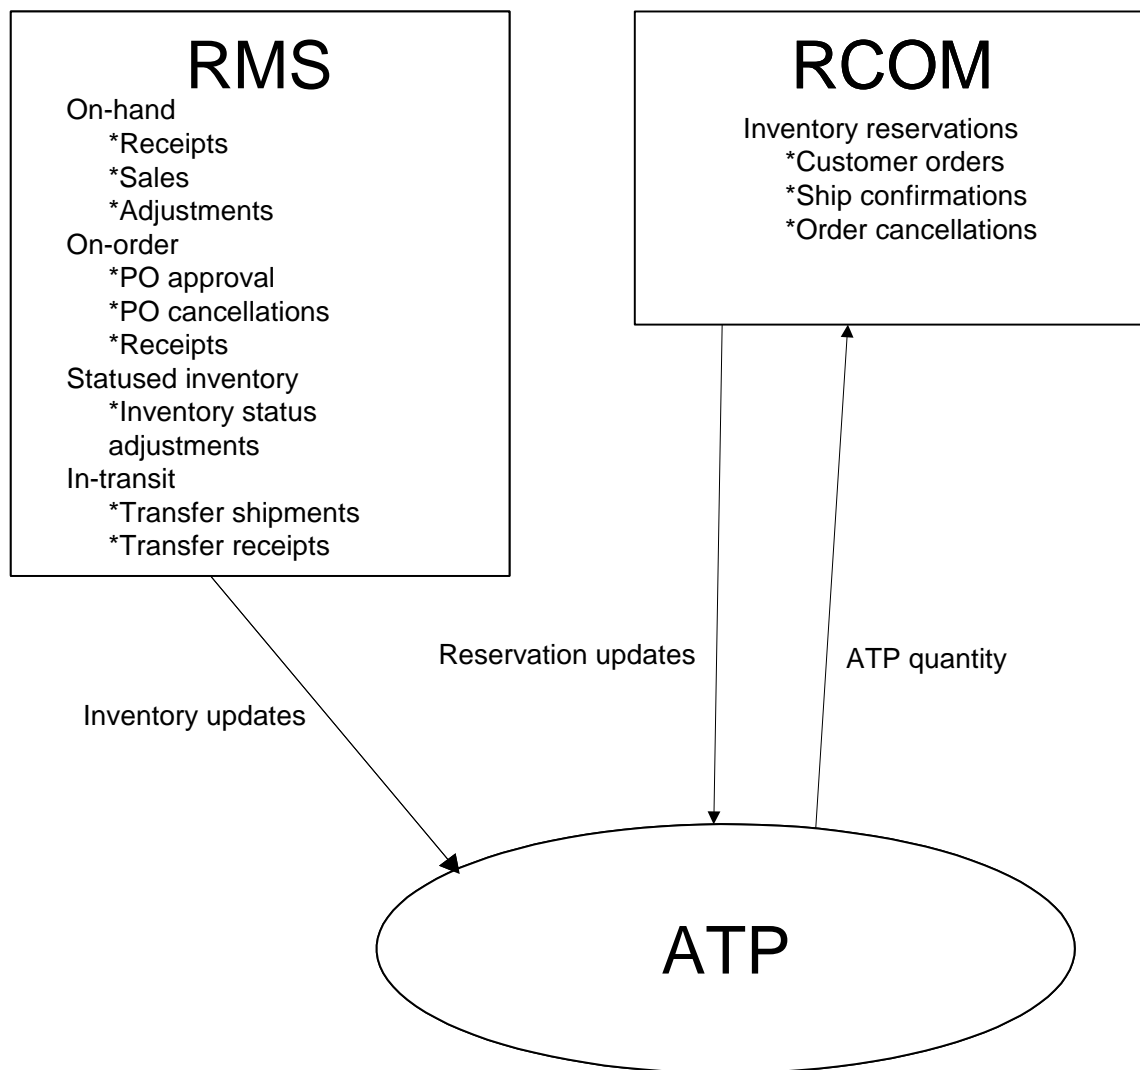 RMS
On-hand
*Receipts
*Sales
*Adjustments
On-order
*PO approval
*PO cancellations
*Receipts
Statused inventory
*Inventory status
adjustments
In-transit
*Transfer shipments
*Transfer receipts
RCOM
Inventory reservations
*Customer orders
*Ship confirmations
*Order cancellations
Reservation updates
ATP quantity
Inventory updates
ATP